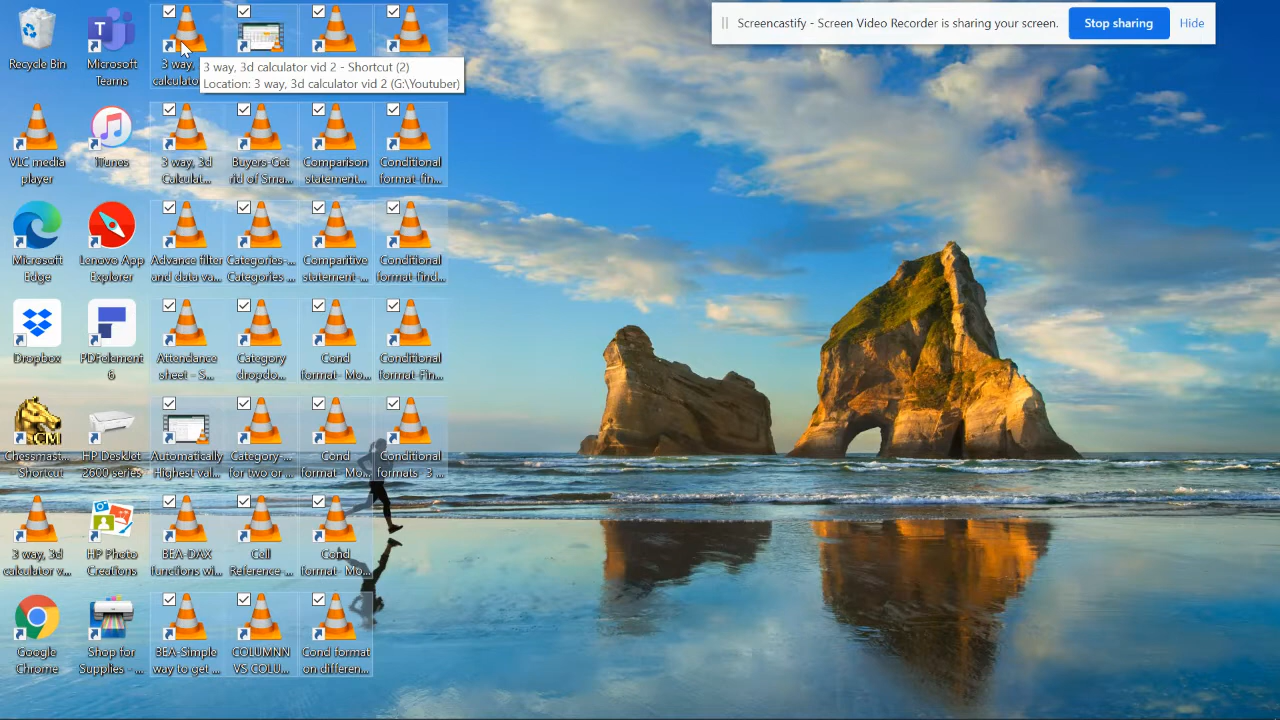 Screencastify - Screen Video Recorder is sharing your screen.
Stop sharing
Hide
Recycle Bin
Microsoft
Teams
3 way,
calculato
3 way, 3d calculator vid 2 - Shortcut (2)
Location: 3 way, 3d calculator vid 2 (G:\Youtuber)
VLC media
player
iTunes
3 way, 3d
Calculat...
Buyers-Get
rid of Sma...
Comparison
statement...
Conditional
format-fin...
Microsoft
Edge
Lenovo App
Explorer
Advance filter
and data va...
Categories-...
Categories ...
Comparitive
statement-...
Conditional
format-find...
Dropbox
PDFelement
6
Attendance
sheet - S...
Category
dropdo...
Cond
format- Mo...
Conditional
format-Fin...
CM
Chessmast...
Shortcut
HP DeskJet
2600 series
Automatically
Highest val...
Category-...
for two or...
Cond
format- Mo...
Conditional
formats 3 ...
3 way, 3d
calculator v...
HP Photo
Creations
BEA-DAX
functions wi...
Cell
Reference-...
Cond
format- Mo...
Google
Chrome
Shop for
Supplies - ...
BEA-Simple
way to get ...
COLUMNN
VS COLU...
Cond format
on differen...